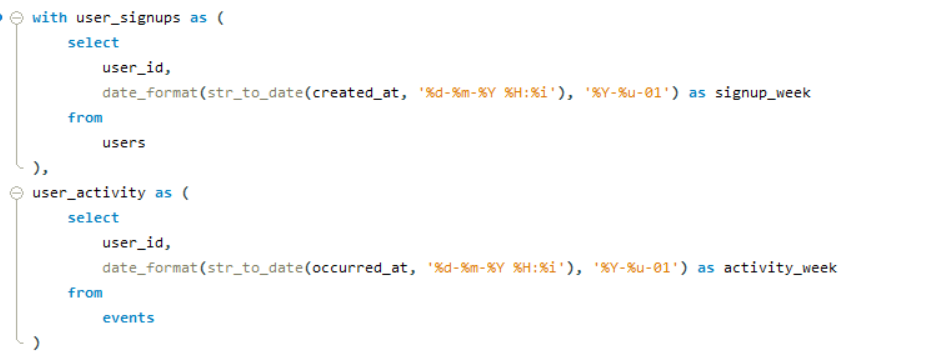 with user_signups as (
select
user_id,
date_format(str_to_date(created_at, '%d-%m-%Y %H:%i'), '%Y-%u-01') as signup_week
from
users
),
user_activity as (
select
user_id,
date_format(str_to_date(occurred_at, '%d-%m-%Y %H:%i'), '%Y-%u-01') as activity_week
from
events
)